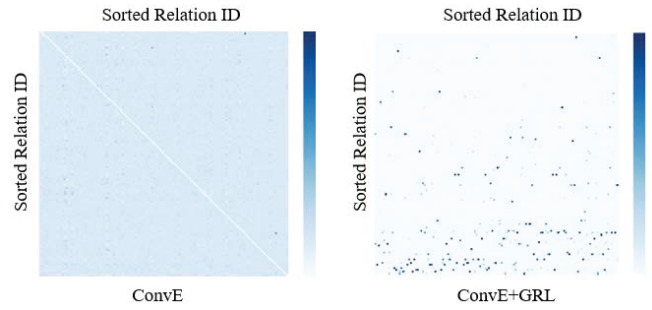 Sorted Relation ID
Sorted Relation ID
Sorted Relation ID
Sorted Relation ID
ConvE
ConvE+GRL